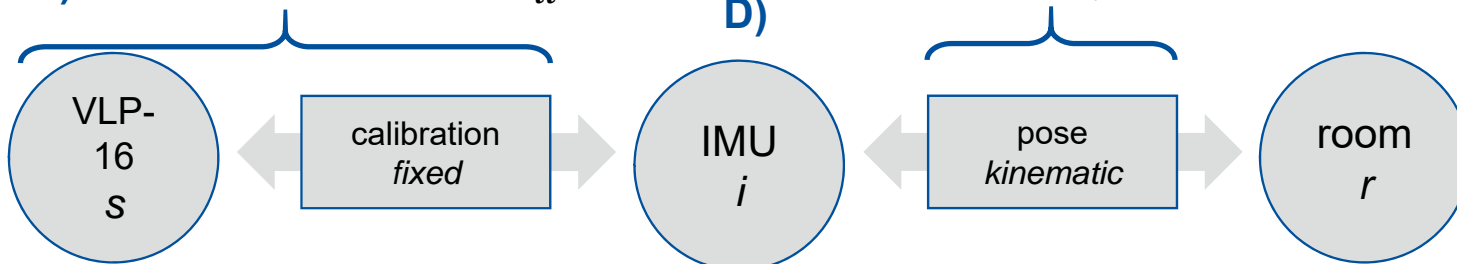 D)
VLP-
16
s
calibration
fixed
IMU
i
pose
kinematic
room
r